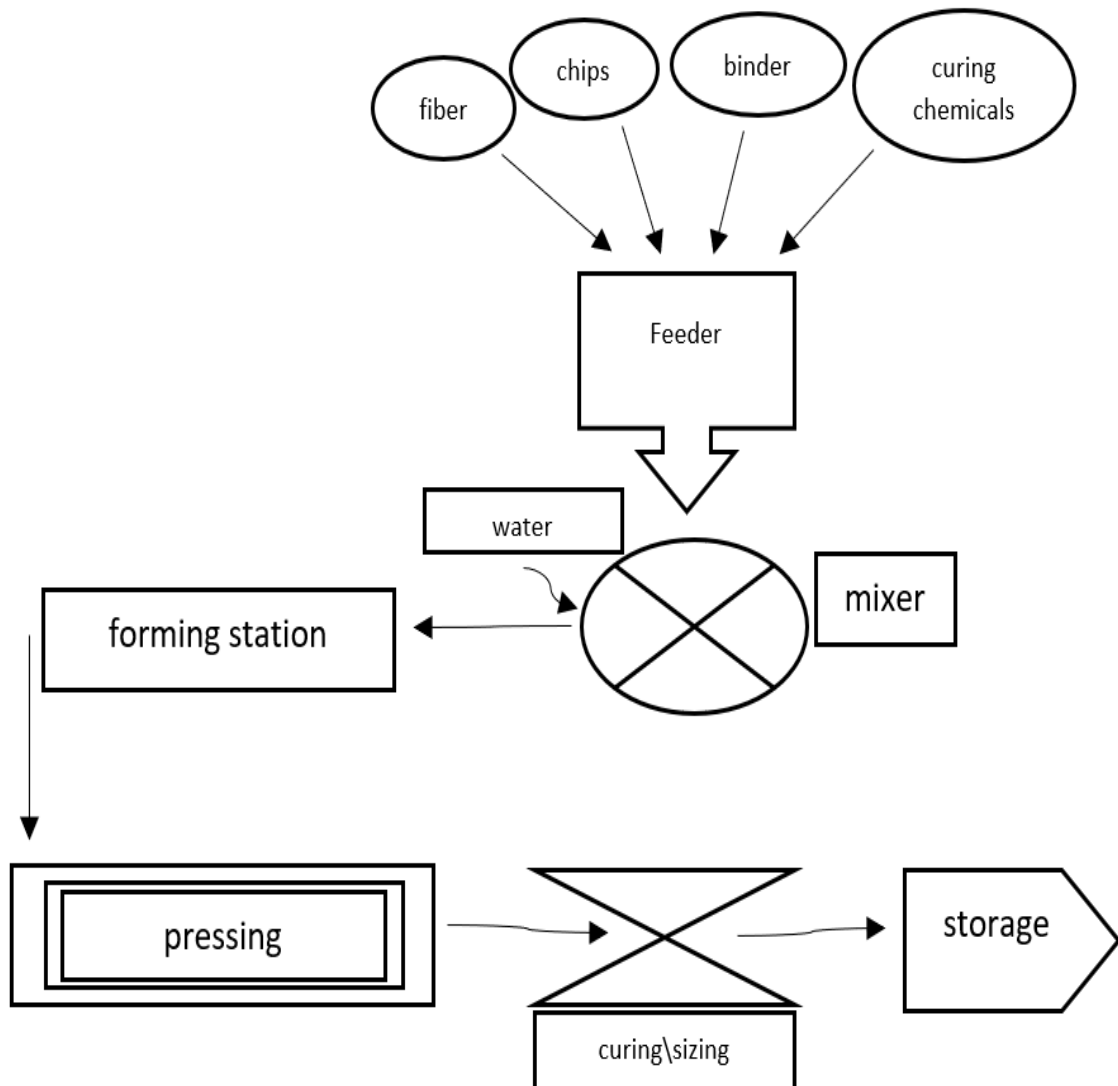 fiber
chips
binder
curing
chemicals
Feeder
water
mixer
forming station
pressing
storage
curing\sizing